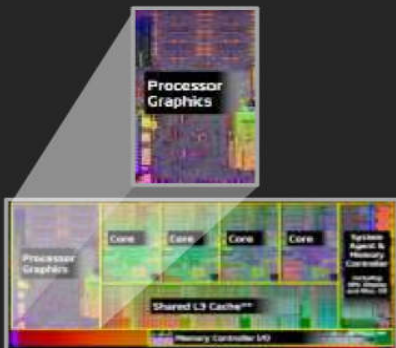 Processor
Graphics
Processor
Graphics
Core
Core
Core
Core
System
Agent &
Memory
Controller
Shared L3 Cache**
Memory Controller I/O